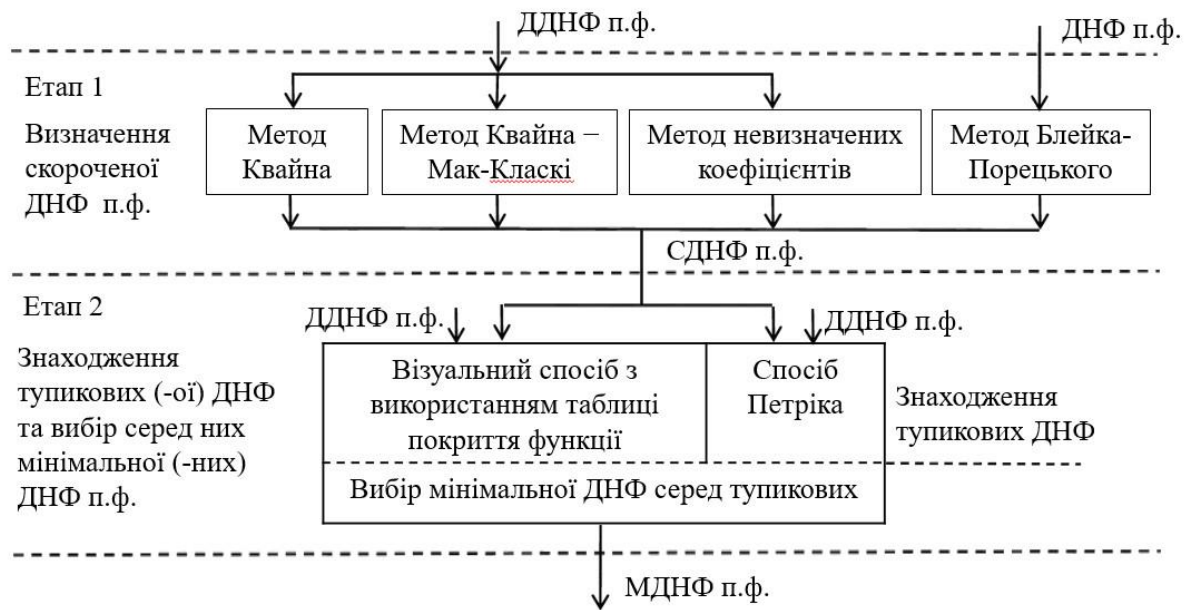 ДДНФ п.ф.
ДНФ п.ф.
Етап 1
Визначення
скороченої
ДНФ п.ф.
Метод
Квайна
Метод Квайна −
Мак-Класкі
Метод невизначених
коефіцієнтів
Метод Блейка-
Порецького
СДНФ п.ф.
Етап 2
Знаходження
тупикових (-ої) ДНФ
та вибір серед них
мінімальної (-них)
ДНФ п.ф.
ДДНФ п.ф.
ДДНФ п.ф.
Візуальний спосіб з
використанням таблиці
покриття функції
Спосіб
Петріка
Знаходження
тупикових ДНФ
Вибір мінімальної ДНФ серед тупикових
МДНФ п.ф.